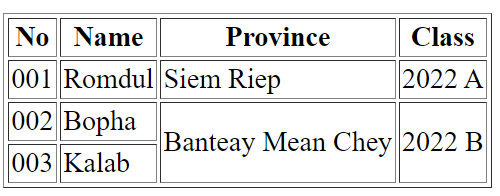 No Name Province Class
001 Romdul Siem Riep 2022 A
002 Bopha Banteay Mean Chey 2022 B
003 Kalab